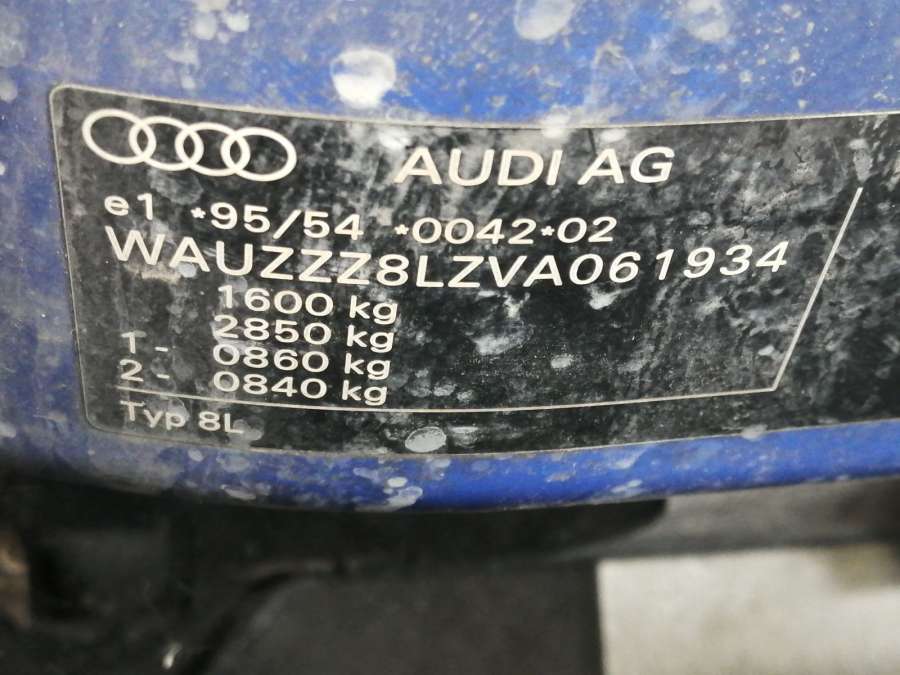 AUDI AG
e1 *95/54 *0042*02
WAUZZZ8LZVA061934
1600 kg
2850 kg
1 - 0860 kg
2 - 0840 kg
Typ 8L